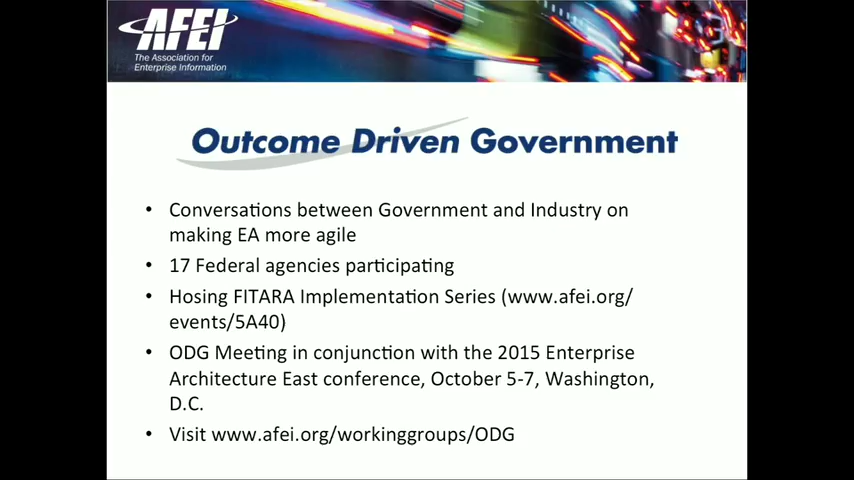 AFEI
The Association for
Enterprise Information
Outcome Driven Government
• Conversations between Government and Industry on
making EA more agile
• 17 Federal agencies participating
• Hosing FITARA Implementation Series (www.afei.org/
events/5A40)
• ODG Meeting in conjunction with the 2015 Enterprise
Architecture East conference, October 5-7, Washington,
D.C.
• Visit www.afei.org/workinggroups/ODG